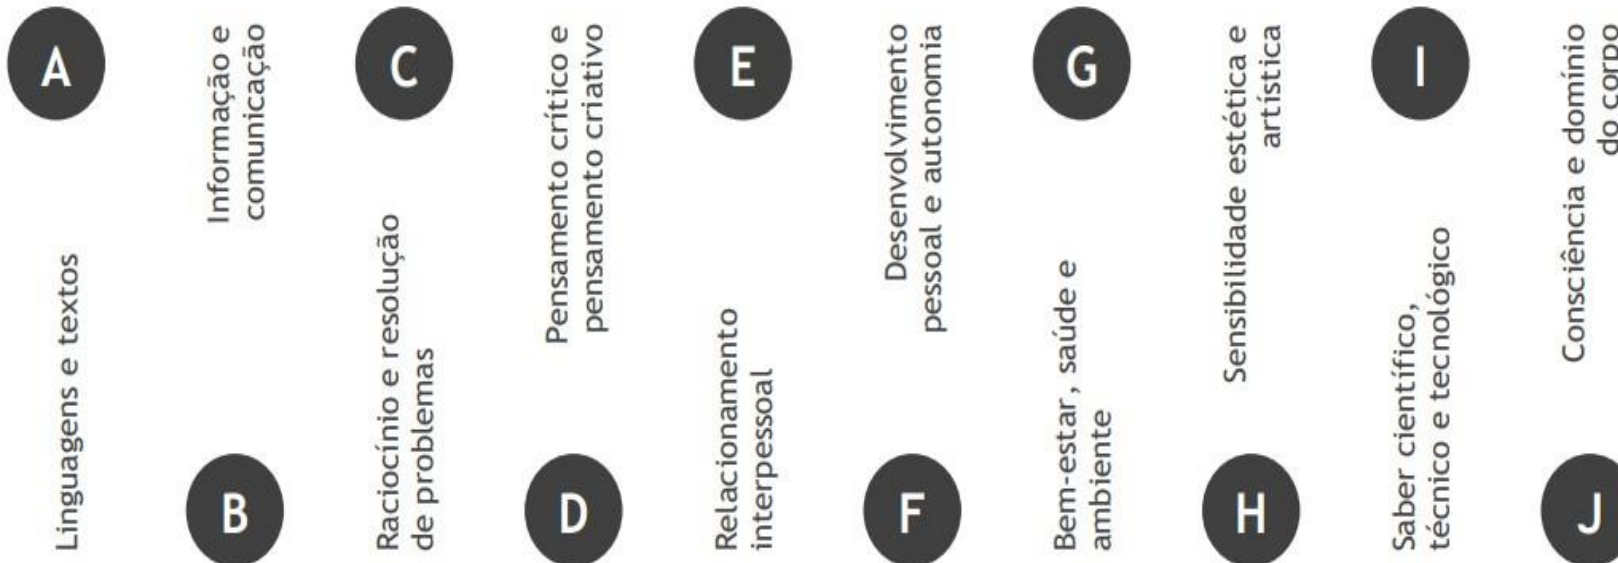 A
Linguagens e textos
Informação e
comunicação
B
C
Raciocínio e resolução
de problemas
Pensamento crítico e
pensamento criativo
D
E
Relacionamento
interpessoal
Desenvolvimento
pessoal e autonomia
F
G
Bem-estar, saúde e
ambiente
Sensibilidade estética e
artística
H
I
Saber científico,
técnico e tecnológico
Consciência e domínio
do corpo
J